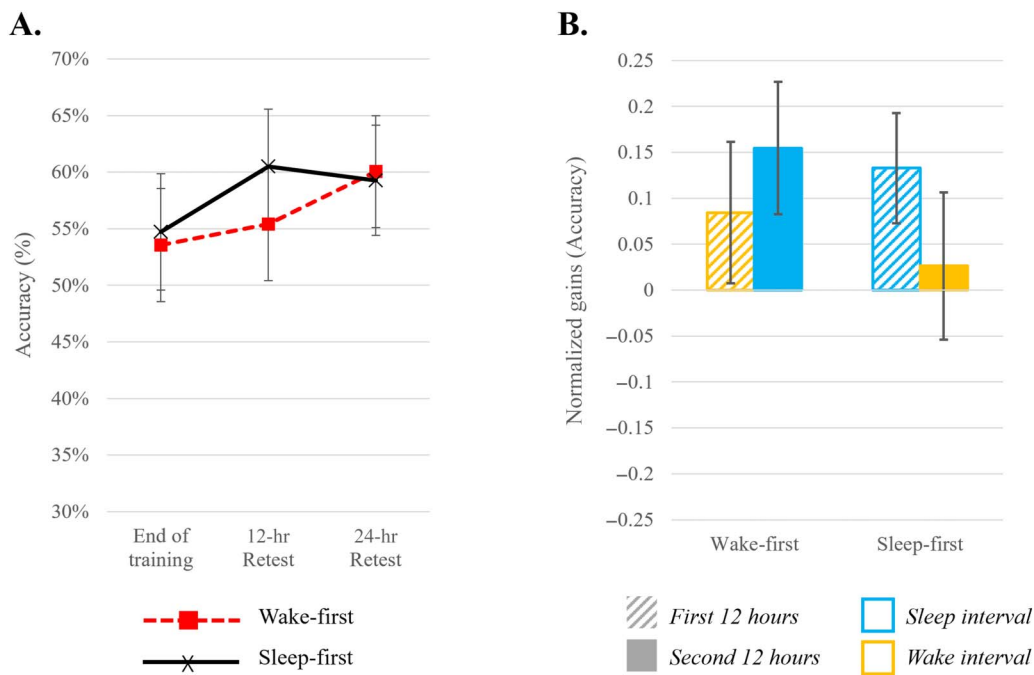 A.
70%
65%
60%
55%
50%
45%
40%
35%
30%
Accuracy (%)
End of
training
12-hr
Retest
24-hr
Retest
Wake-first
Sleep-first
B.
0.25
0.2
0.15
0.1
0.05
0
−0.05
−0.1
−0.15
−0.2
−0.25
Normalized gains (Accuracy)
Wake-first
Sleep-first
First 12 hours
Second 12 hours
Sleep interval
Wake interval